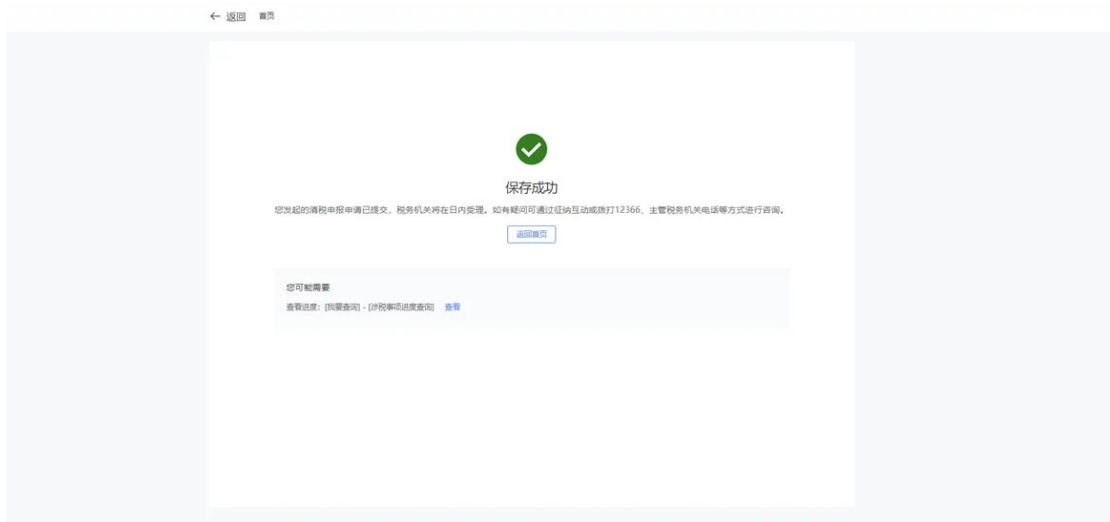 ← 返回 首页
保存成功
您发起的清税申报申请已提交，税务机关将在日内受理。如有疑问可通过征纳互动或拨打12366、主管税务机关电话等方式进行咨询。
返回首页
您可能需要
查看进度：[我要查询] - [涉税事项进度查询] 查看